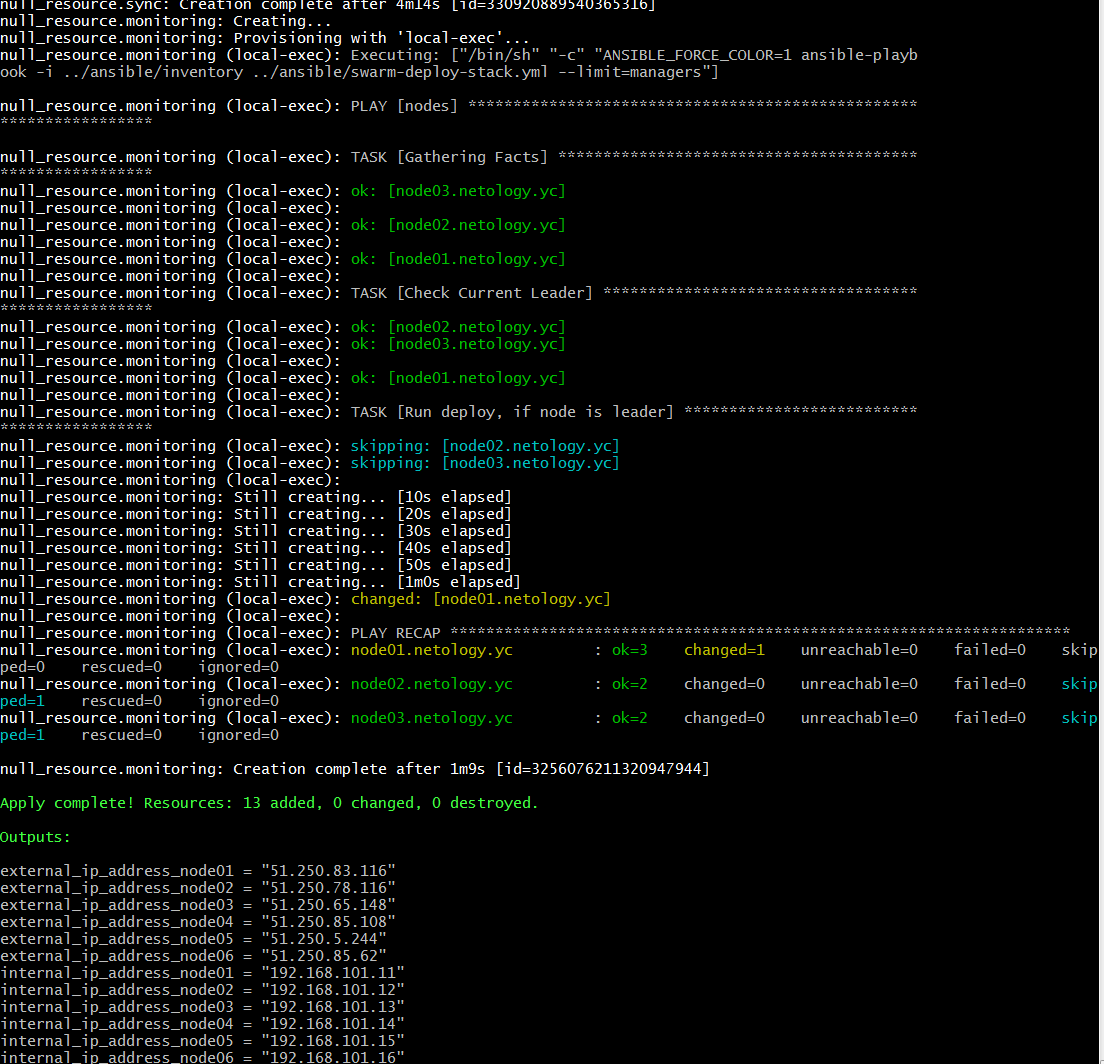 null_resource.sync: Creation complete after 4m14s [id=330920889540365316]
null_resource.monitoring: Creating...
null_resource.monitoring: Provisioning with 'local-exec'...
null_resource.monitoring (local-exec): Executing: ["/bin/sh" "-c" "ANSIBLE_FORCE_COLOR=1 ansible-playb
ook -i ../ansible/inventory ../ansible/swarm-deploy-stack.yml --limit=managers"]
null_resource.monitoring (local-exec): PLAY [nodes] **************************************************
*****************
null_resource.monitoring (local-exec): TASK [Gathering Facts] ****************************************
*****************
null_resource.monitoring (local-exec): ok: [node03.netology.yc]
null_resource.monitoring (local-exec):
null_resource.monitoring (local-exec): ok: [node02.netology.yc]
null_resource.monitoring (local-exec):
null_resource.monitoring (local-exec): ok: [node01.netology.yc]
null_resource.monitoring (local-exec):
null_resource.monitoring (local-exec): TASK [Check Current Leader] ***********************************
*****************
null_resource.monitoring (local-exec): ok: [node02.netology.yc]
null_resource.monitoring (local-exec): ok: [node03.netology.yc]
null_resource.monitoring (local-exec):
null_resource.monitoring (local-exec): ok: [node01.netology.yc]
null_resource.monitoring (local-exec):
null_resource.monitoring (local-exec): TASK [Run deploy, if node is leader] **************************
*****************
null_resource.monitoring (local-exec): skipping: [node02.netology.yc]
null_resource.monitoring (local-exec): skipping: [node03.netology.yc]
null_resource.monitoring (local-exec):
null_resource.monitoring: Still creating... [10s elapsed]
null_resource.monitoring: Still creating... [20s elapsed]
null_resource.monitoring: Still creating... [30s elapsed]
null_resource.monitoring: Still creating... [40s elapsed]
null_resource.monitoring: Still creating... [50s elapsed]
null_resource.monitoring: Still creating... [1m0s elapsed]
null_resource.monitoring (local-exec): changed: [node01.netology.yc]
null_resource.monitoring (local-exec):
null_resource.monitoring (local-exec): PLAY RECAP *********************************************************************
null_resource.monitoring (local-exec): node01.netology.yc         : ok=3    changed=1    unreachable=0    failed=0    skip
ped=0    rescued=0    ignored=0
null_resource.monitoring (local-exec): node02.netology.yc         : ok=2    changed=0    unreachable=0    failed=0    skip
ped=1    rescued=0    ignored=0
null_resource.monitoring (local-exec): node03.netology.yc         : ok=2    changed=0    unreachable=0    failed=0    skip
ped=1    rescued=0    ignored=0
null_resource.monitoring: Creation complete after 1m9s [id=3256076211320947944]
Apply complete! Resources: 13 added, 0 changed, 0 destroyed.
Outputs:
external_ip_address_node01 = "51.250.83.116"
external_ip_address_node02 = "51.250.78.116"
external_ip_address_node03 = "51.250.65.148"
external_ip_address_node04 = "51.250.85.108"
external_ip_address_node05 = "51.250.5.244"
external_ip_address_node06 = "51.250.85.62"
internal_ip_address_node01 = "192.168.101.11"
internal_ip_address_node02 = "192.168.101.12"
internal_ip_address_node03 = "192.168.101.13"
internal_ip_address_node04 = "192.168.101.14"
internal_ip_address_node05 = "192.168.101.15"
internal_ip_address_node06 = "192.168.101.16"